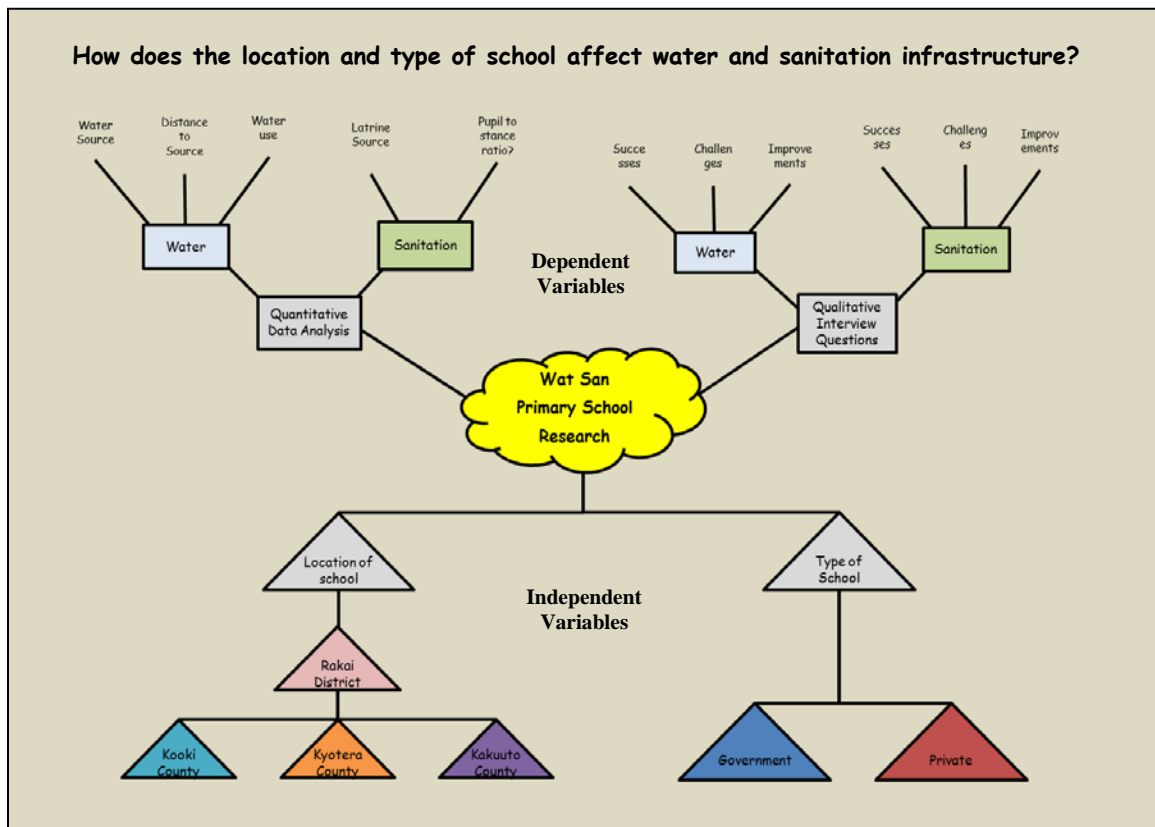 How does the location and type of school affect water and sanitation infrastructure?
Water
Source
Distance
to
Source
Water
use
Latrine
Source
Pupil to
stance
ratio?
Succe
sses
Challen
ges
Improve
ments
Succes
ses
Challeng
es
Improv
ements
Water
Sanitation
Water
Sanitation
Dependent
Variables
Quantitative
Data Analysis
Qualitative
Interview
Questions
Wat San
Primary School
Research
Location of
school
Type of
School
Independent
Variables
Rakai
District
Kooki
County
Kyotera
County
Kakuuto
County
Government
Private